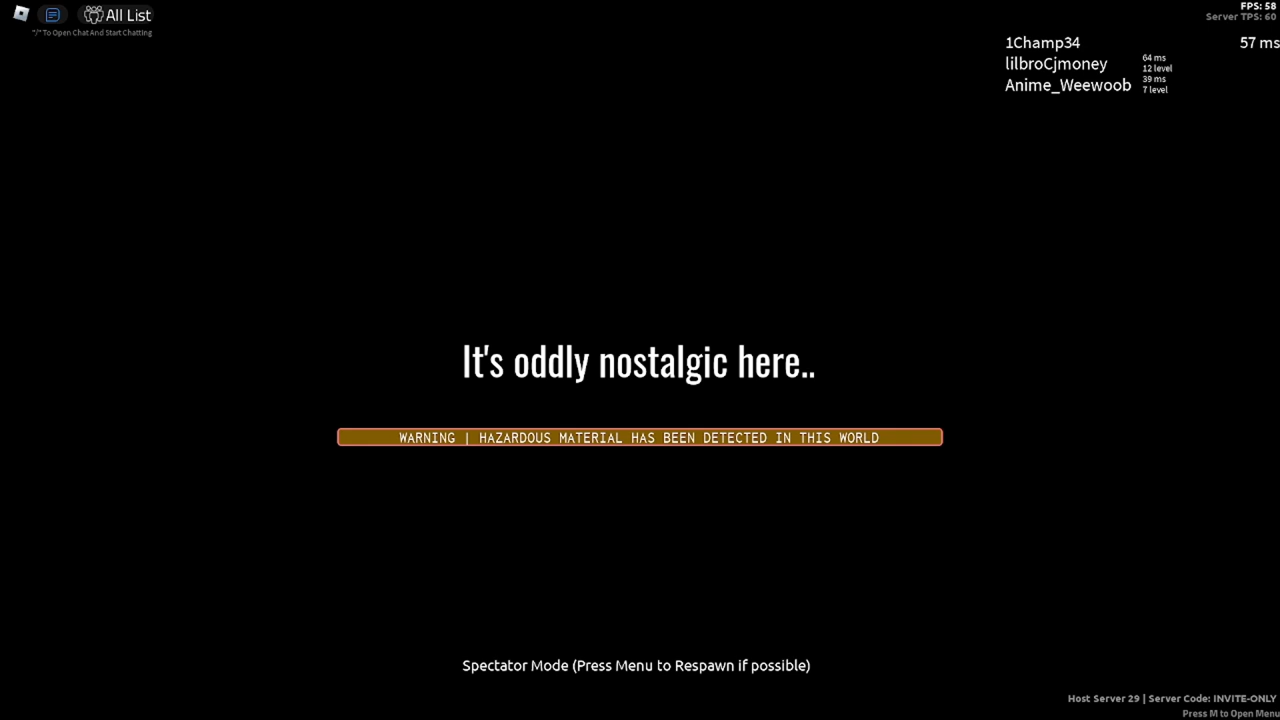 All List
"/" To Open Chat And Start Chatting
FPS: 58
Server TPS: 60
1Champ34 57 ms
lilbroCjmoney 64 ms
12 level
Anime_Weewoob 39 ms
7 level
It's oddly nostalgic here..
WARNING | HAZARDOUS MATERIAL HAS BEEN DETECTED IN THIS WORLD
Spectator Mode (Press Menu to Respawn if possible)
Host Server 29 | Server Code: INVITE-ONLY
Press M to Open Menu